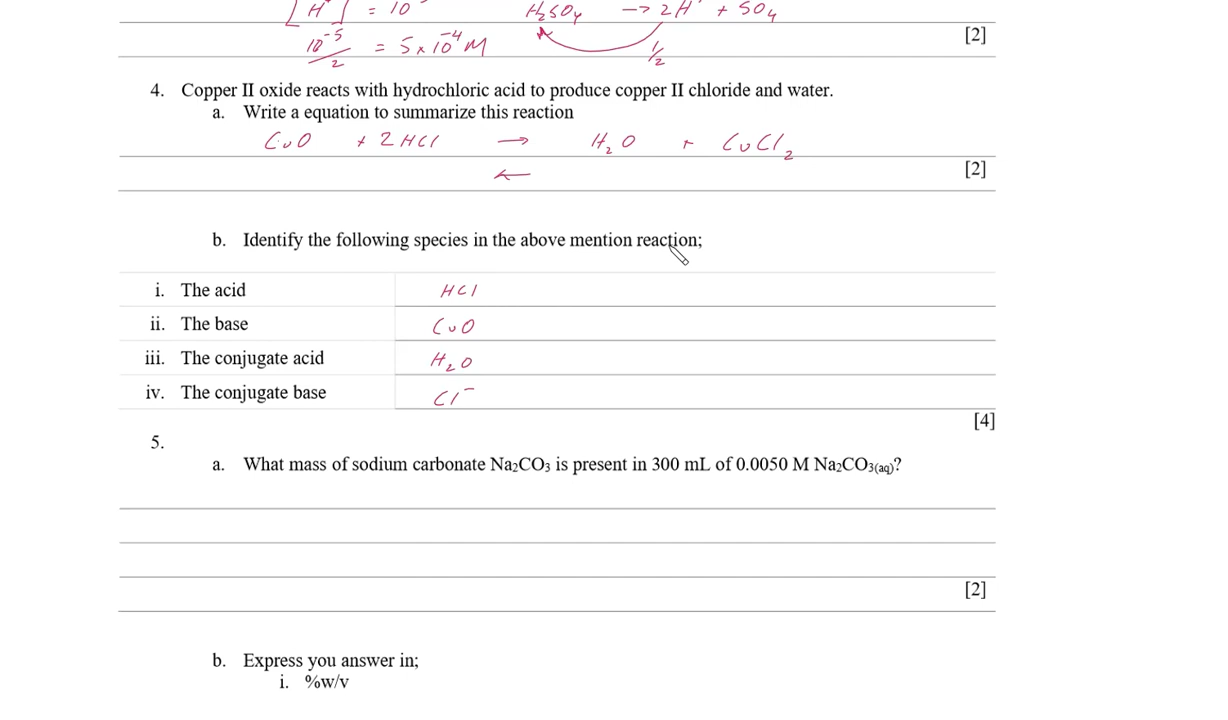 [H⁺] = 10 H₂SO₄ -> 2H⁺ + SO₄
[2]
10⁻⁵/2 = 5 x 10⁻⁴ M 1/2
4. Copper II oxide reacts with hydrochloric acid to produce copper II chloride and water.
a. Write a equation to summarize this reaction
CuO + 2HCl → H₂O + CuCl₂
←
[2]
b. Identify the following species in the above mention reaction;
i. The acid HCl
ii. The base CuO
iii. The conjugate acid H₂O
iv. The conjugate base Cl⁻
[4]
5.
a. What mass of sodium carbonate Na₂CO₃ is present in 300 mL of 0.0050 M Na₂CO₃(aq)?
[2]
b. Express you answer in;
i. %w/v